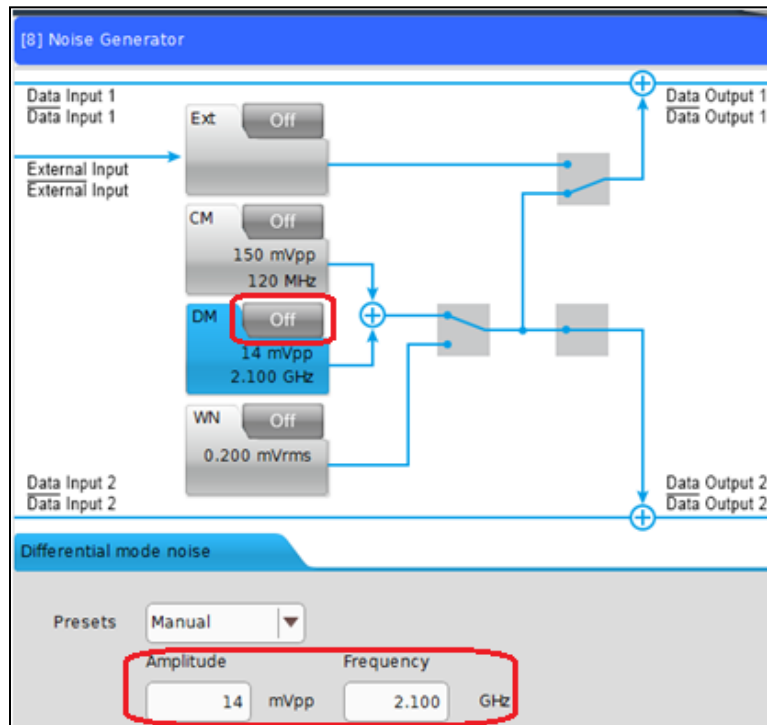 [8] Noise Generator
Data Input 1
Data Input 1
Ext Off
Data Output 1
Data Output 1
External Input
External Input
CM Off
150 mVpp
120 MHz
DM Off
14 mVpp
2.100 GHz
WN Off
0.200 mVrms
Data Input 2
Data Input 2
Data Output 2
Data Output 2
Differential mode noise
Presets Manual
Amplitude Frequency
14 mVpp 2.100 GHz